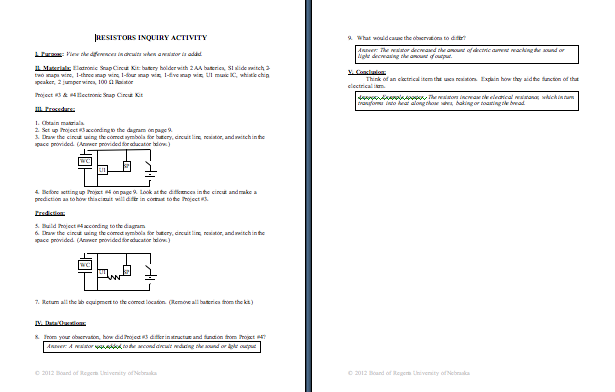 RESISTORS INQUIRY ACTIVITY
I. Purpose: View the differences in circuits when a resistor is added.
II. Materials: Electronic Snap Circuit Kit: battery holder with 2 AA batteries, S1 slide switch, 2-
two snaps wire, 1-three snap wire, 1-four snap wire, 1-five snap wire, U1 music IC, whistle chip,
speaker, 2 jumper wires, 100 Ω Resistor
Project #3 & #4 Electronic Snap Circuit Kit
III. Procedure:
1. Obtain materials.
2. Set up Project #3 according to the diagram on page 9.
3. Draw the circuit using the correct symbols for battery, circuit line, resistor, and switch in the
space provided. (Answer provided for educator below.)
WC
U1
SP
4. Before setting up Project #4 on page 9. Look at the differences in the circuit and make a
prediction as to how this circuit will differ in contrast to the Project #3.
Prediction:
5. Build Project #4 according to the diagram.
6. Draw the circuit using the correct symbols for battery, circuit line, resistor, and switch in the
space provided. (Answer provided for educator below.)
WC
U1
SP
7. Return all the lab equipment to the correct location. (Remove all batteries from the kit.)
IV. Data/Questions:
8. From your observation, how did Project #3 differ in structure and function from Project #4?
Answer: A resistor was added to the second circuit reducing the sound or light output
© 2012 Board of Regents University of Nebraska
9. What would cause the observations to differ?
Answer: The resistor decreased the amount of electric current reaching the sound or
light decreasing the amount of output.
V. Conclusion:
Think of an electrical item that uses resistors. Explain how they aid the function of that
electrical item.
Answer: Example toaster. The resistors increase the electrical resistance, which in turn
transforms into heat along those wires, baking or toasting the bread.
© 2012 Board of Regents University of Nebraska